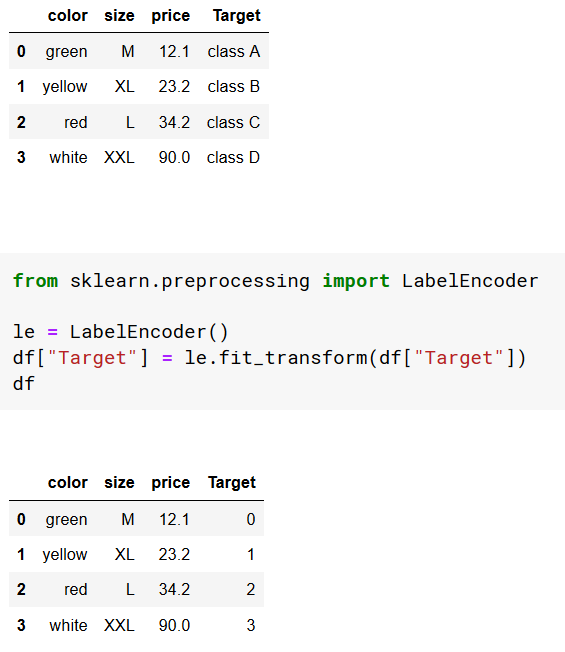 color size price Target
0 green M 12.1 class A
1 yellow XL 23.2 class B
2 red L 34.2 class C
3 white XXL 90.0 class D
from sklearn.preprocessing import LabelEncoder
le = LabelEncoder()
df["Target"] = le.fit_transform(df["Target"])
df
color size price Target
0 green M 12.1 0
1 yellow XL 23.2 1
2 red L 34.2 2
3 white XXL 90.0 3